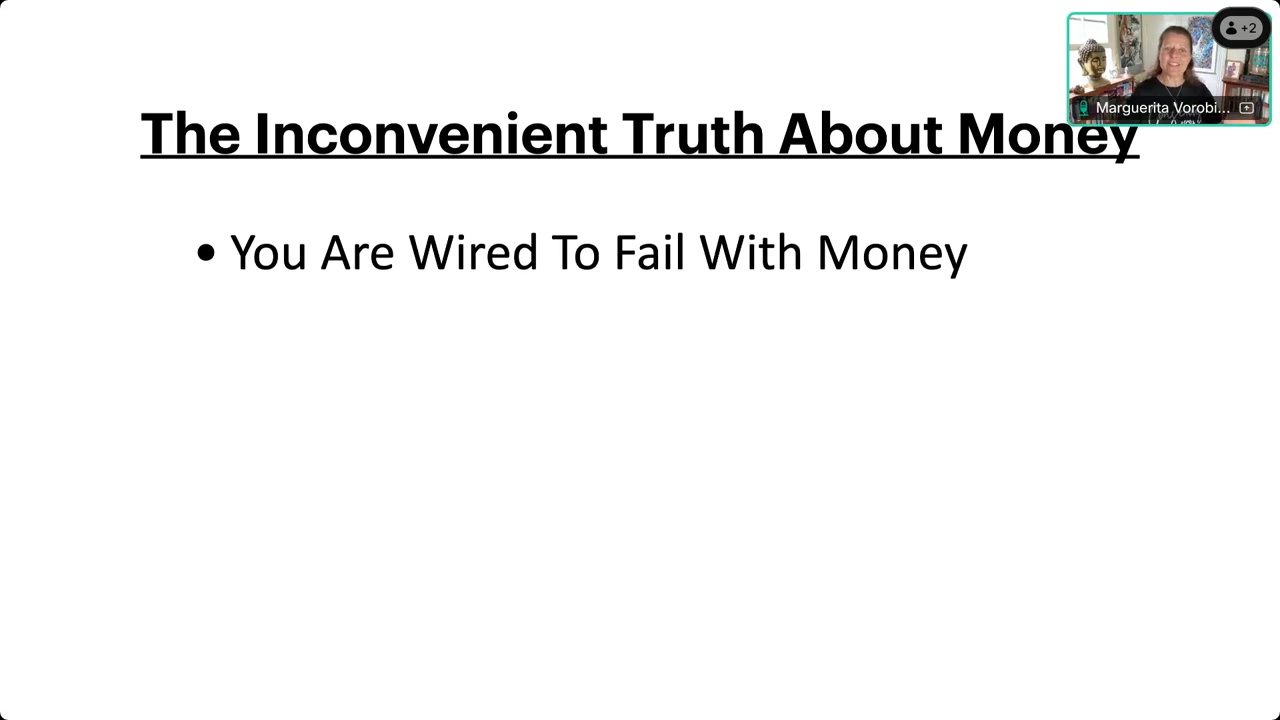 +2
Marguerita Vorobi...
The Inconvenient Truth About Money
• You Are Wired To Fail With Money